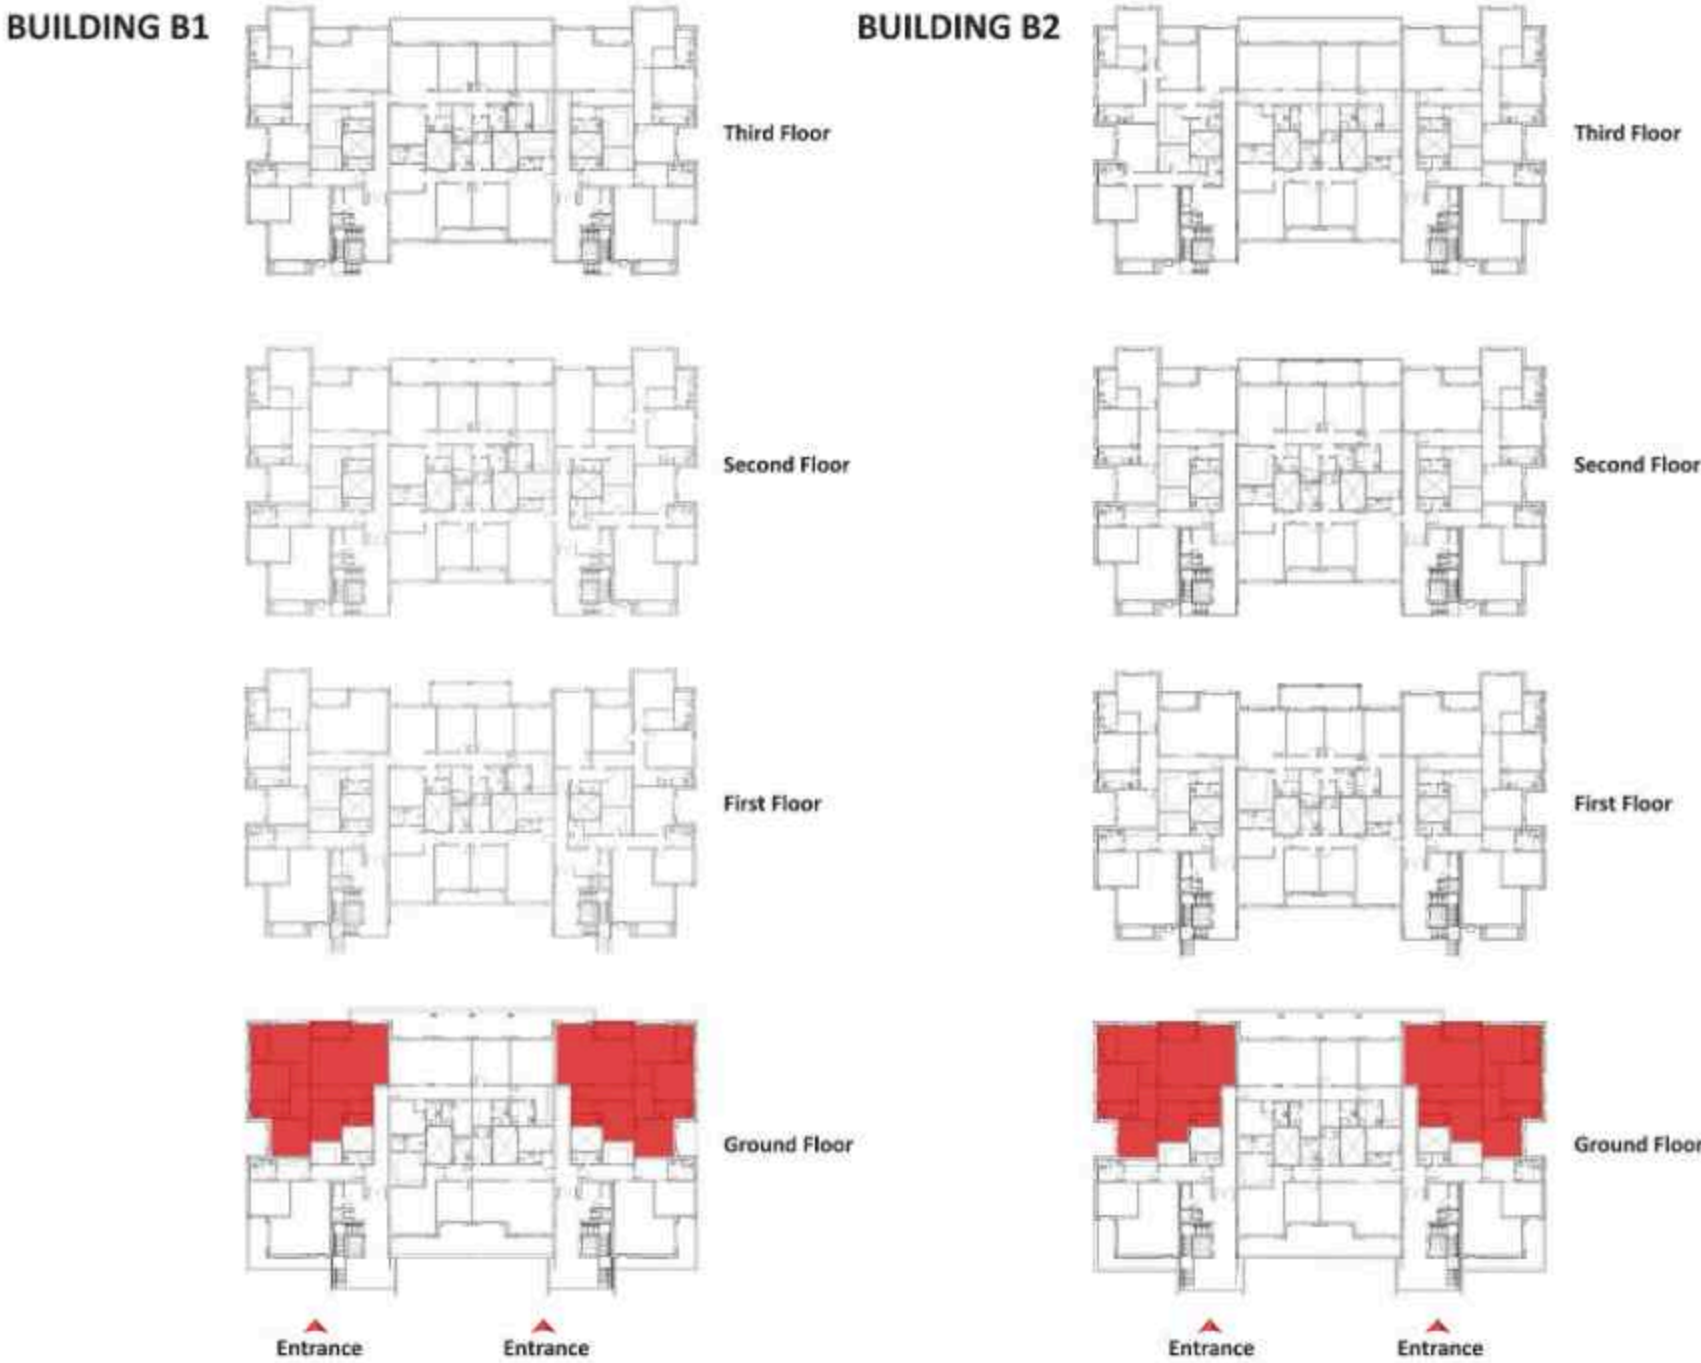 BUILDING B1
BUILDING B2
Third Floor
Third Floor
Second Floor
Second Floor
First Floor
First Floor
Ground Floor
Ground Floor
Entrance
Entrance
Entrance
Entrance